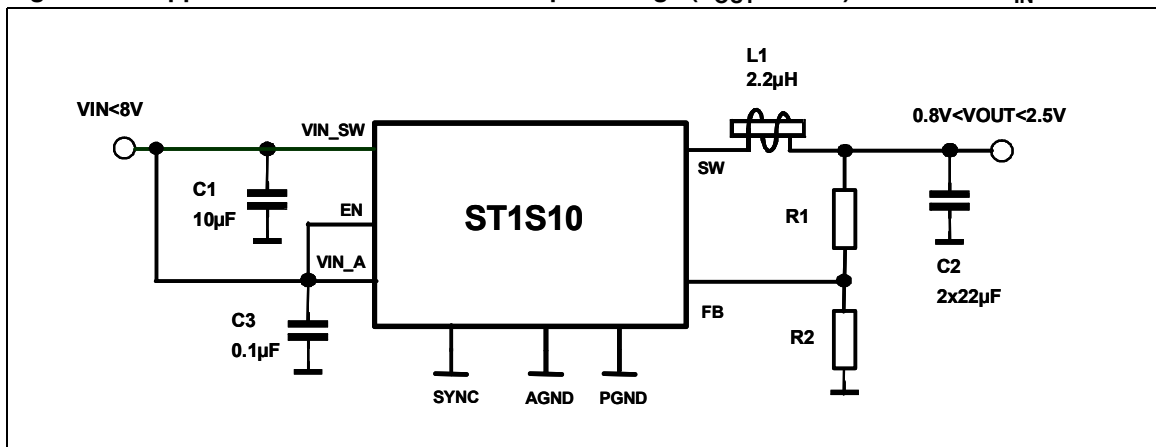 L1
2.2µH
VIN<8V
0.8V<VOUT<2.5V
VIN_SW
SW
C1
10µF
EN
ST1S10
R1
VIN_A
C2
2x22µF
FB
C3
0.1µF
R2
SYNC
AGND
PGND